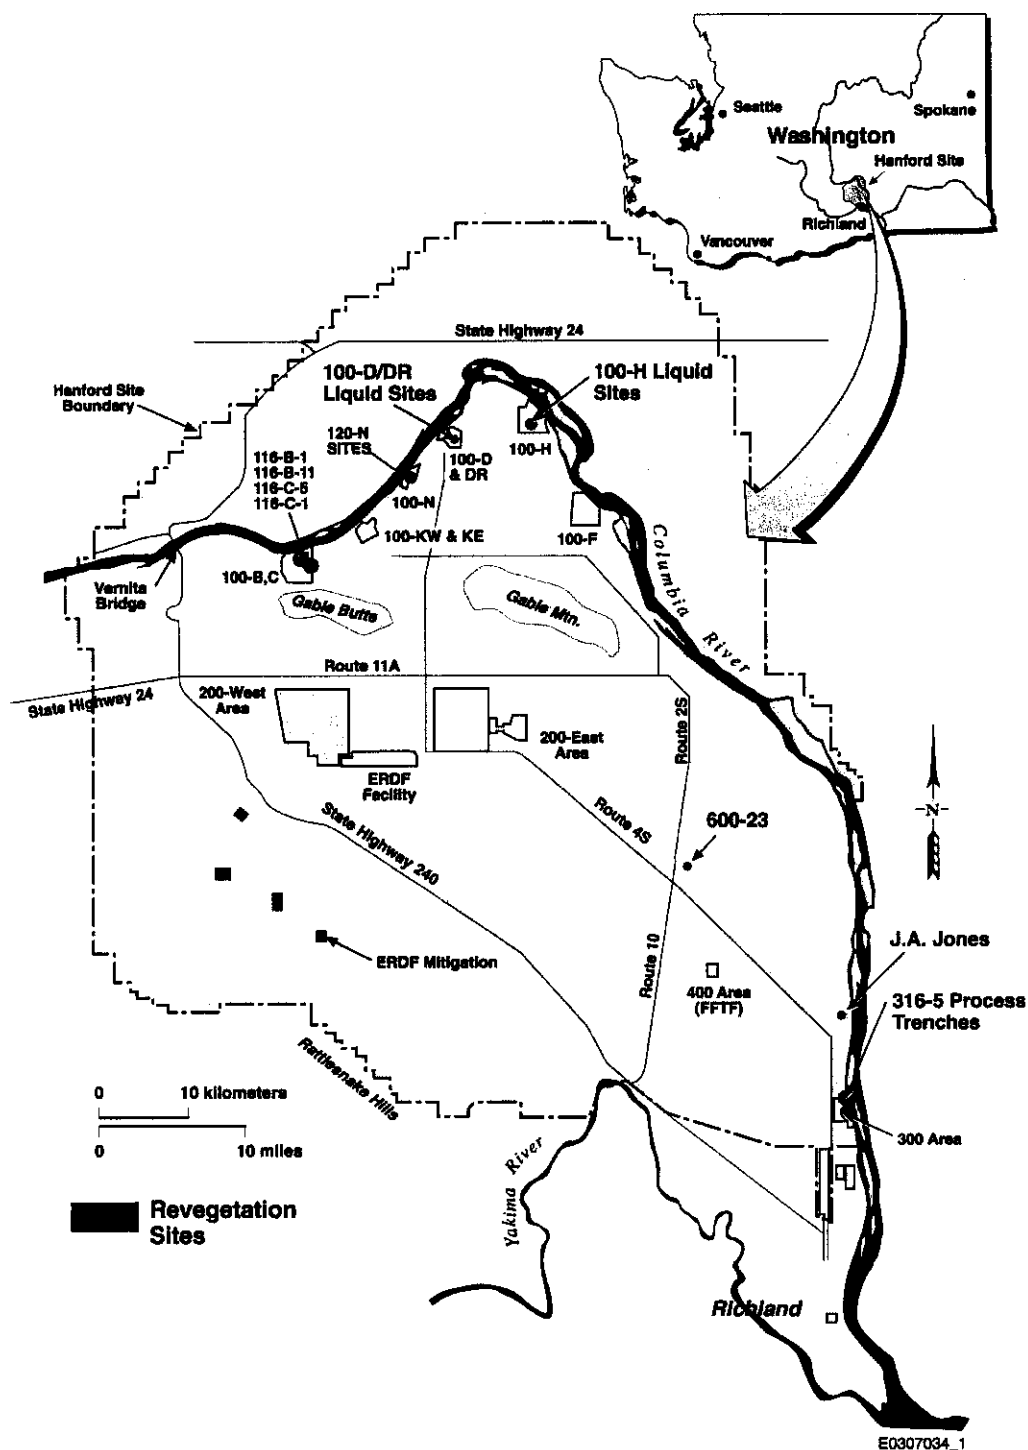 Seattle
Spokane
Washington
Hanford Site
Richland
Vancouver
State Highway 24
100-D/DR
Liquid Sites
100-H Liquid
Sites
Hanford Site
Boundary
120-N
SITES
116-B-1
116-B-11
116-C-5
116-C-1
100-H
100-D
& DR
100-N
100-KW & KE
100-F
100-B,C
Vernita
Bridge
Columbia River
Gable Butte
Gable Mtn.
Route 11A
State Highway 24
200-West
Area
200-East
Area
Route 2S
ERDF
Facility
Route 4S
State Highway 240
600-23
N
ERDF Mitigation
Route 10
400 Area
(FFTF)
J.A. Jones
316-5 Process
Trenches
Rattlesnake Hills
0 10 kilometers
0 10 miles
300 Area
Yakima River
Revegetation
Sites
Richland
E0307034_1